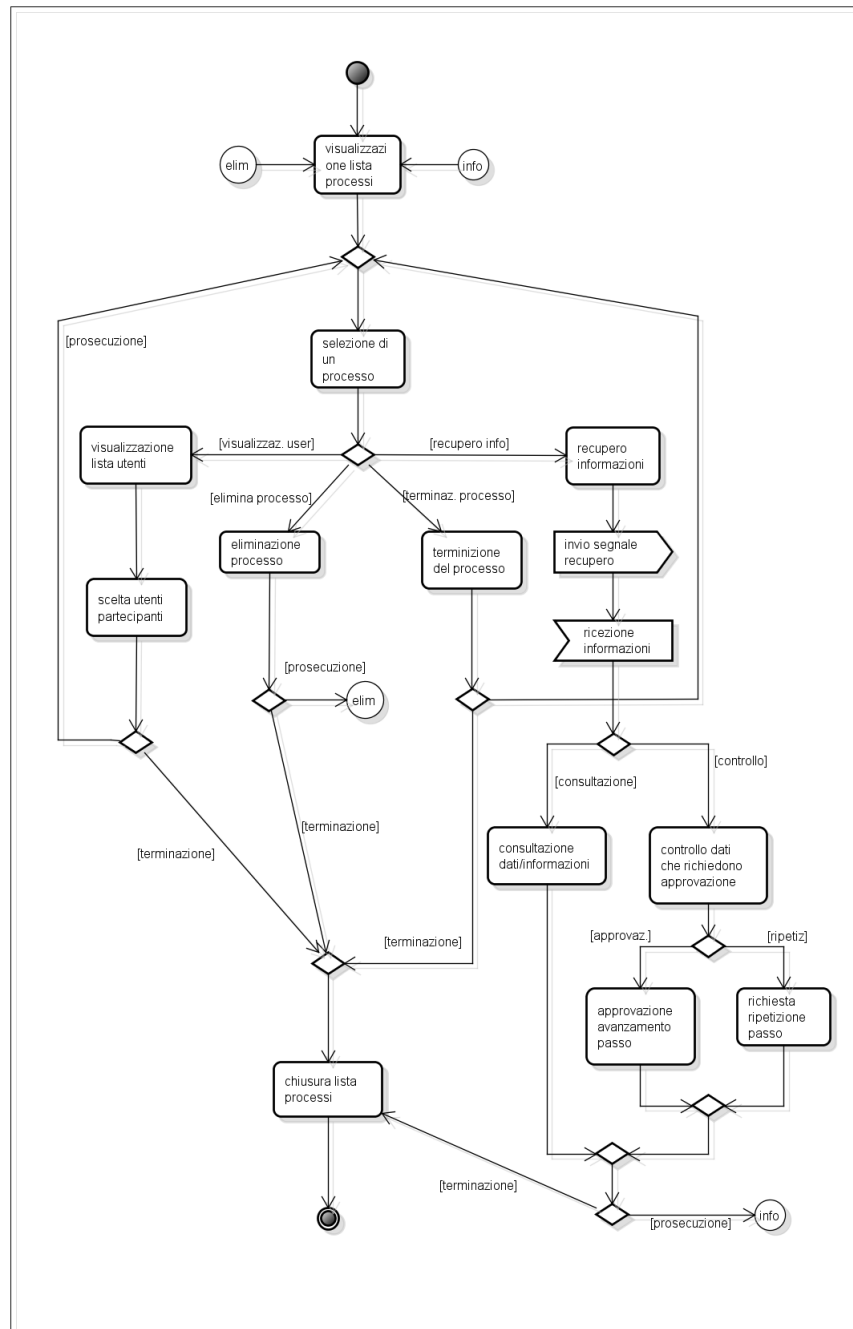 elim
visualizzazi
one lista
processi
info
[prosecuzione]
selezione di
un
processo
visualizzazione
lista utenti
[visualizzaz. user]
[recupero info]
recupero
informazioni
[elimina processo]
[terminaz. processo]
eliminazione
processo
terminizione
del processo
invio segnale
recupero
scelta utenti
partecipanti
ricezione
informazioni
[prosecuzione]
elim
[consultazione]
[controllo]
[terminazione]
[terminazione]
consultazione
dati/informazioni
controllo dati
che richiedono
approvazione
[terminazione]
[approvaz.]
[ripetiz]
approvazione
avanzamento
passo
richiesta
ripetizione
passo
chiusura lista
processi
[terminazione]
[prosecuzione]
info